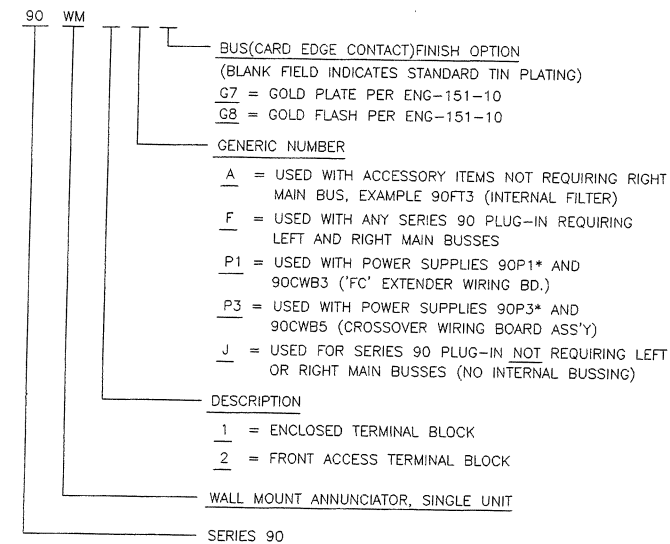 90 WM
BUS(CARD EDGE CONTACT)FINISH OPTION
(BLANK FIELD INDICATES STANDARD TIN PLATING)
G7 = GOLD PLATE PER ENG-151-10
G8 = GOLD FLASH PER ENG-151-10
GENERIC NUMBER
A = USED WITH ACCESSORY ITEMS NOT REQUIRING RIGHT
MAIN BUS, EXAMPLE 90FT3 (INTERNAL FILTER)
F = USED WITH ANY SERIES 90 PLUG-IN REQUIRING
LEFT AND RIGHT MAIN BUSSES
P1 = USED WITH POWER SUPPLIES 90P1* AND
90CWB3 ('FC' EXTENDER WIRING BD.)
P3 = USED WITH POWER SUPPLIES 90P3* AND
90CWB5 (CROSSOVER WIRING BOARD ASS'Y)
J = USED FOR SERIES 90 PLUG-IN NOT REQUIRING LEFT
OR RIGHT MAIN BUSSES (NO INTERNAL BUSSING)
DESCRIPTION
1 = ENCLOSED TERMINAL BLOCK
2 = FRONT ACCESS TERMINAL BLOCK
WALL MOUNT ANNUNCIATOR, SINGLE UNIT
SERIES 90